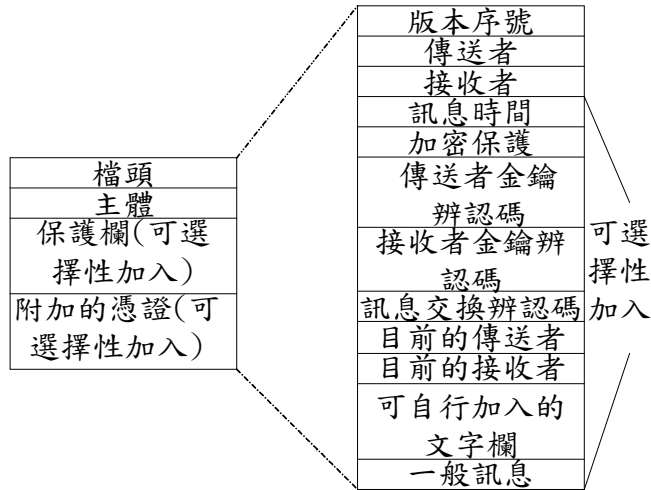 檔頭
主體
保護欄(可選
擇性加入)
附加的憑證(可
選擇性加入)
版本序號
傳送者
接收者
訊息時間
加密保護
傳送者金鑰
辨認碼
接收者金鑰辨
認碼
訊息交換辨認碼
目前的傳送者
目前的接收者
可自行加入的
文字欄
一般訊息
可選
擇性
加入